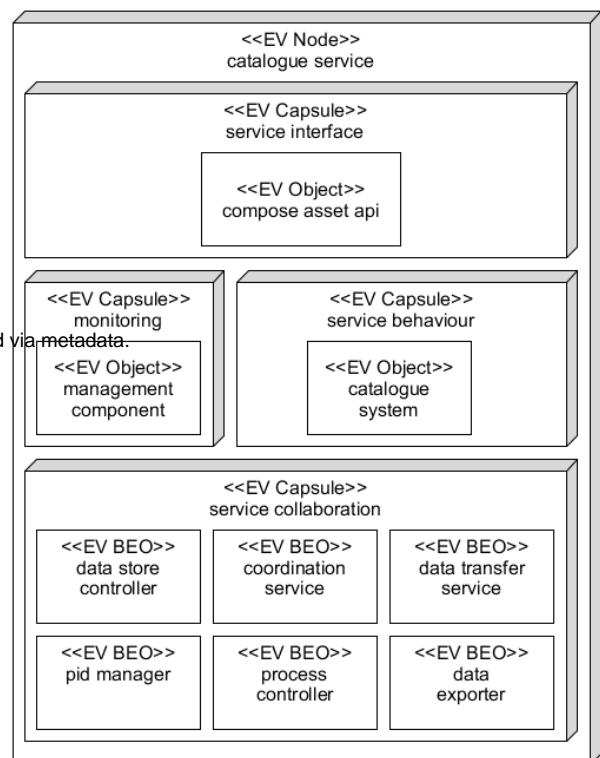 <<EV Node>>
catalogue service
<<EV Capsule>>
service interface
<<EV Object>>
compose asset api
<<EV Capsule>>
monitoring
d via metadata.
<<EV Object>>
management
component
<<EV Capsule>>
service behaviour
<<EV Object>>
catalogue
system
<<EV Capsule>>
service collaboration
<<EV BEO>>
data store
controller
<<EV BEO>>
coordination
service
<<EV BEO>>
data transfer
service
<<EV BEO>>
pid manager
<<EV BEO>>
process
controller
<<EV BEO>>
data
exporter